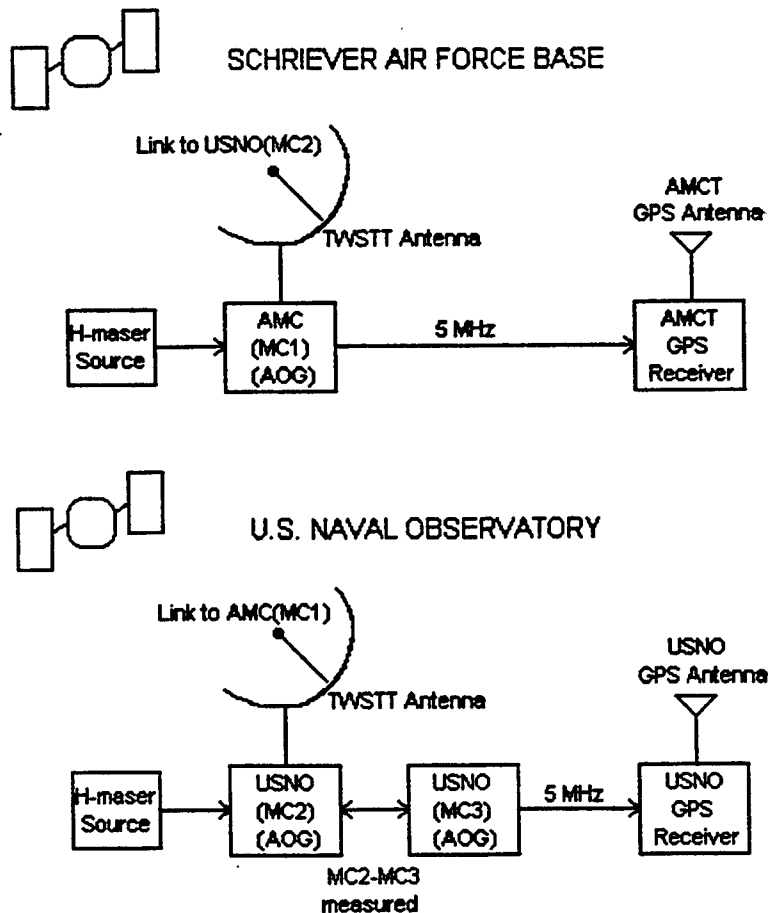 SCHRIEVER AIR FORCE BASE
Link to USNO(MC2)
TWSTT Antenna
AMCT
GPS Antenna
H-maser
Source
AMC
(MC1)
(AOG)
5 MHz
AMCT
GPS
Receiver
U.S. NAVAL OBSERVATORY
Link to AMC(MC1)
TWSTT Antenna
USNO
GPS Antenna
H-maser
Source
USNO
(MC2)
(AOG)
USNO
(MC3)
(AOG)
5 MHz
USNO
GPS
Receiver
MC2-MC3
measured